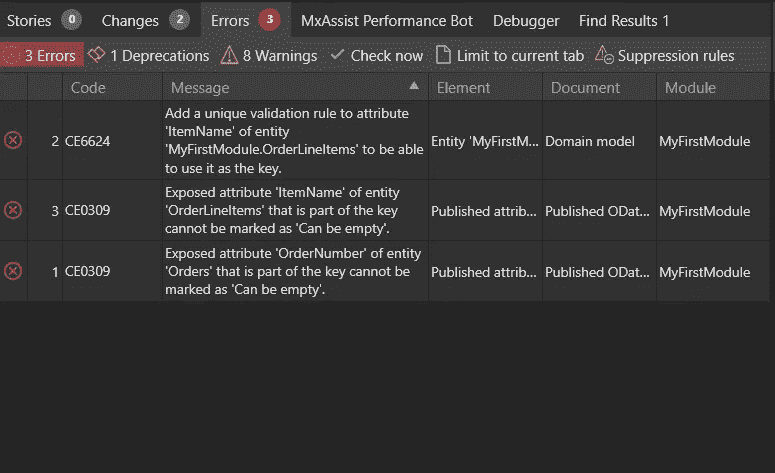 Stories 0 Changes 2 Errors 3 MxAssist Performance Bot Debugger Find Results 1
3 Errors 1 Deprecations 8 Warnings Check now Limit to current tab Suppression rules
Code Message Element Document Module
2 CE6624 Add a unique validation rule to attribute
'ItemName' of entity
'MyFirstModule.OrderLineItems' to be able
to use it as the key. Entity 'MyFirstM... Domain model MyFirstModule
3 CE0309 Exposed attribute 'ItemName' of entity
'OrderLineItems' that is part of the key
cannot be marked as 'Can be empty'. Published attrib... Published ODat... MyFirstModule
1 CE0309 Exposed attribute 'OrderNumber' of entity
'Orders' that is part of the key cannot be
marked as 'Can be empty'. Published attrib... Published ODat... MyFirstModule